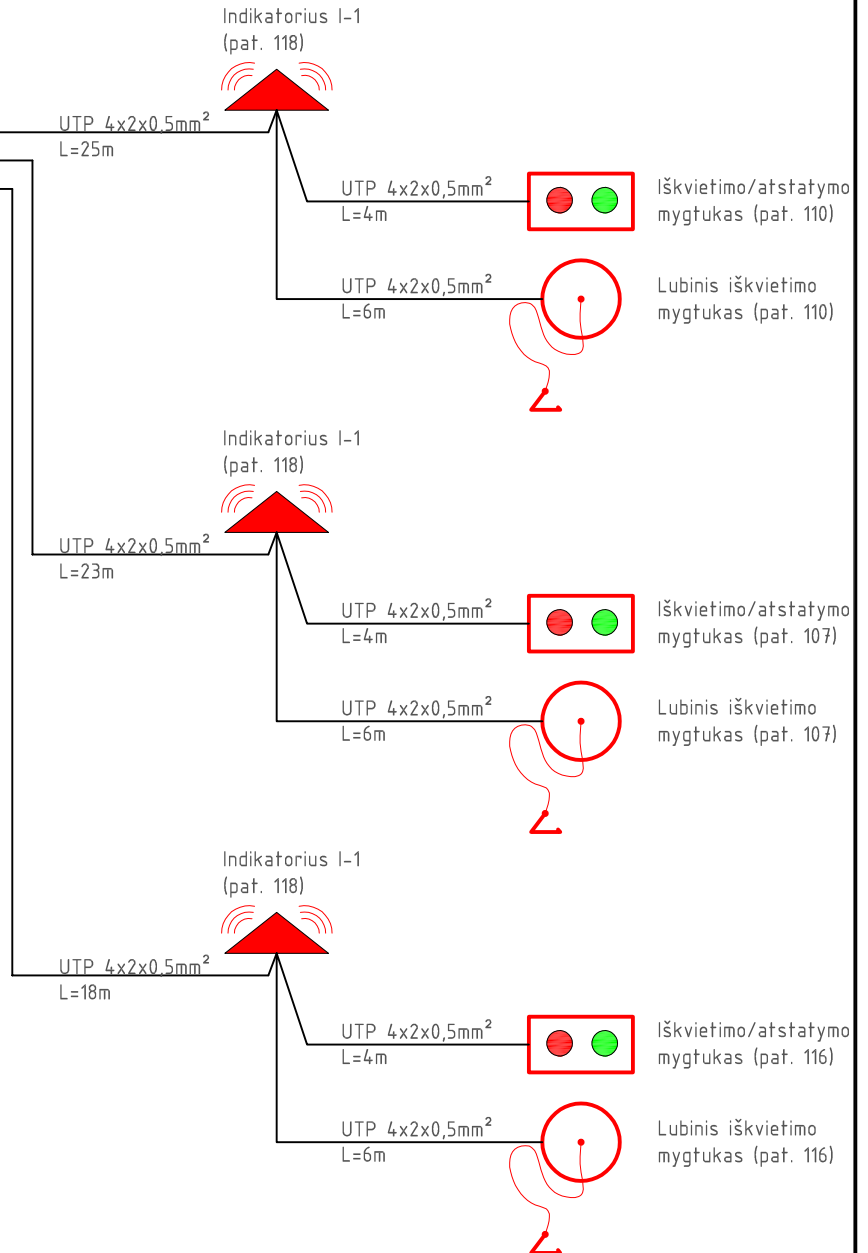 Indikatorius I-1
(pat. 118)
UTP 4x2x0,5mm²
L=25m
UTP 4x2x0,5mm²
L=4m
Iškvietimo/atstatymo
mygtukas (pat. 110)
UTP 4x2x0,5mm²
L=6m
Lubinis iškvietimo
mygtukas (pat. 110)
Indikatorius I-1
(pat. 118)
UTP 4x2x0,5mm²
L=23m
UTP 4x2x0,5mm²
L=4m
Iškvietimo/atstatymo
mygtukas (pat. 107)
UTP 4x2x0,5mm²
L=6m
Lubinis iškvietimo
mygtukas (pat. 107)
Indikatorius I-1
(pat. 118)
UTP 4x2x0,5mm²
L=18m
UTP 4x2x0,5mm²
L=4m
Iškvietimo/atstatymo
mygtukas (pat. 116)
UTP 4x2x0,5mm²
L=6m
Lubinis iškvietimo
mygtukas (pat. 116)